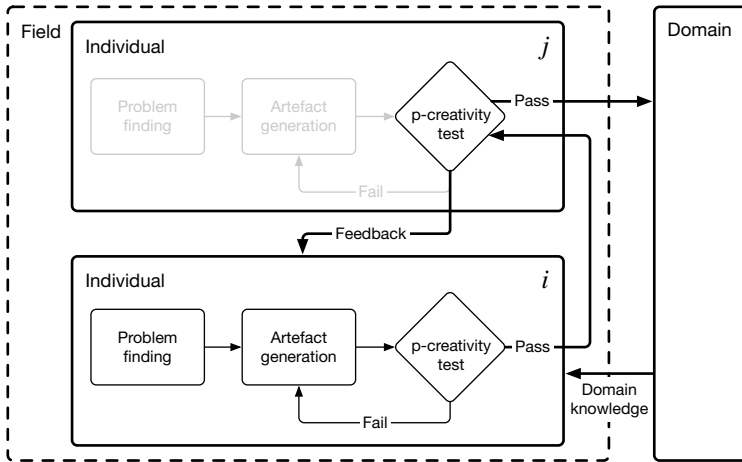 Field
Individual
j
Domain
Problem
finding
Artefact
generation
p-creativity
test
Pass
Fail
Feedback
Individual
i
Problem
finding
Artefact
generation
p-creativity
test
Pass
Fail
Domain
knowledge